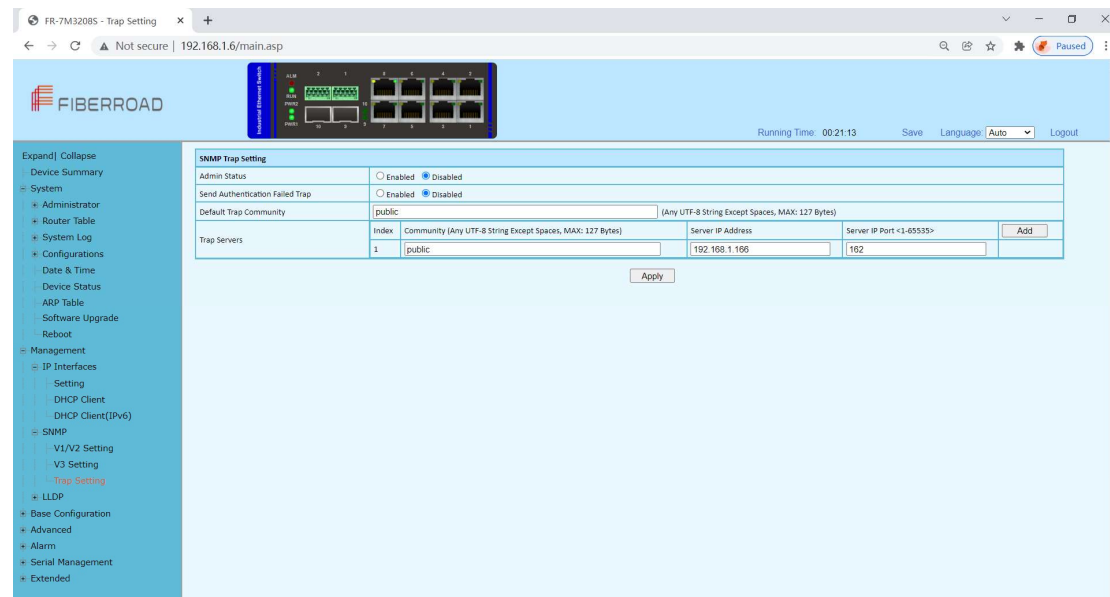 FR-7M3208S - Trap Setting
Not secure | 192.168.1.6/main.asp
Paused
FIBERROAD
Industrial Ethernet Switch
ALM
RUN
PWR2
PWR1
Running Time: 00:21:13 Save Language: Auto Logout
Expand| Collapse
Device Summary
System
Administrator
Router Table
System Log
Configurations
Date & Time
Device Status
ARP Table
Software Upgrade
Reboot
Management
IP Interfaces
Setting
DHCP Client
DHCP Client(IPv6)
SNMP
V1/V2 Setting
V3 Setting
Trap Setting
LLDP
Base Configuration
Advanced
Alarm
Serial Management
Extended
SNMP Trap Setting
Admin Status Enabled Disabled
Send Authentication Failed Trap Enabled Disabled
Default Trap Community public (Any UTF-8 String Except Spaces, MAX: 127 Bytes)
Trap Servers
Index Community (Any UTF-8 String Except Spaces, MAX: 127 Bytes) Server IP Address Server IP Port <1-65535> Add
1 public 192.168.1.166 162
Apply